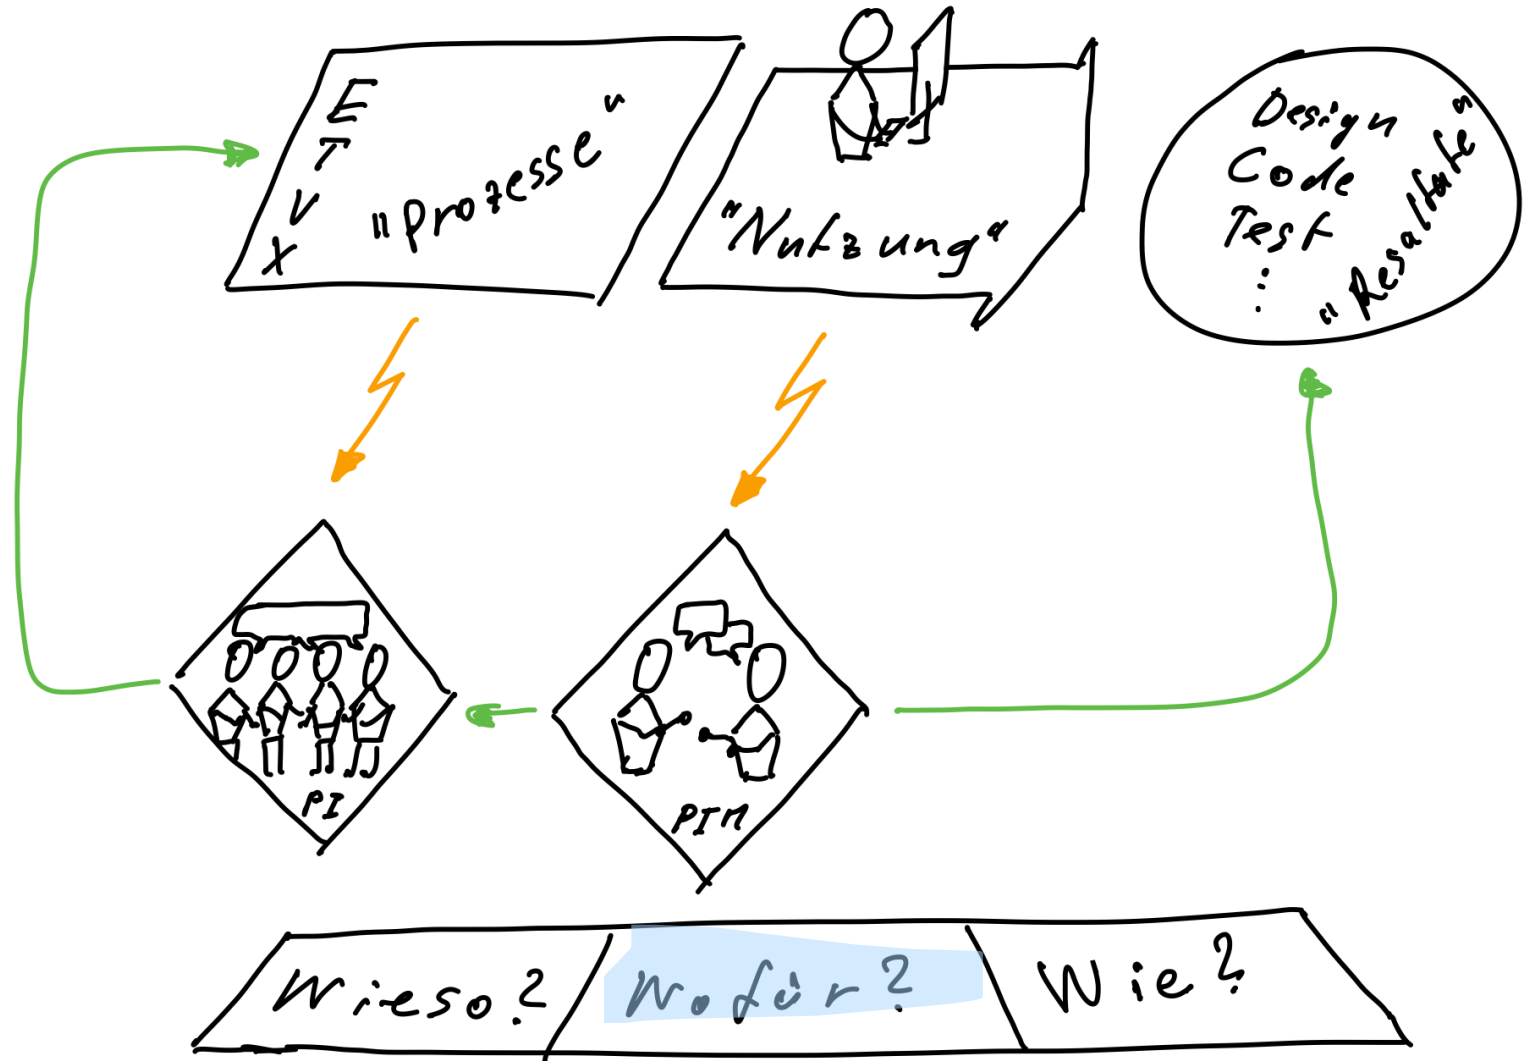 E
T
V
X
"Prozesse"
"Nutzung"
Design
Code
Test
⋮
"Resultate"
PI
PIM
Wieso?
Wofür?
Wie?